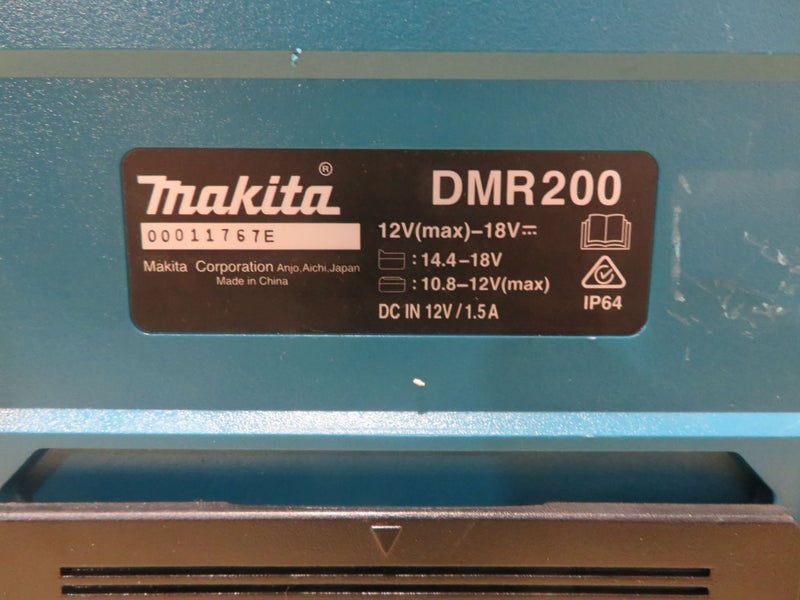 makita®
DMR200
00011767E
Makita Corporation Anjo,Aichi,Japan
Made in China
12V(max)–18V⎓
: 14.4–18V
: 10.8–12V(max)
DC IN 12V / 1.5A
IP64